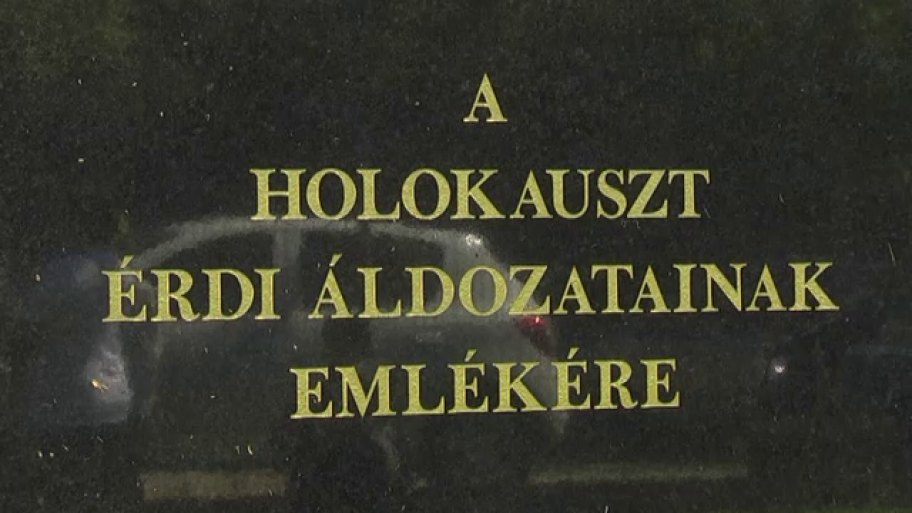 A
HOLOKAUSZT
ÉRDI ÁLDOZATAINAK
EMLÉKÉRE